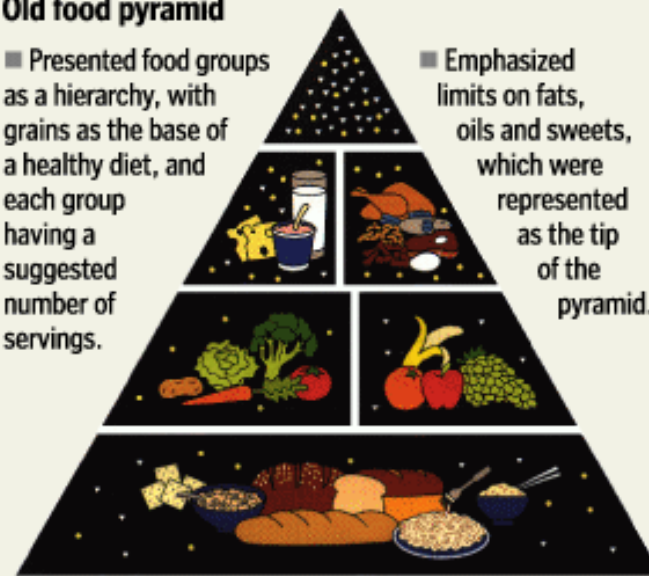 Old food pyramid
■ Presented food groups
as a hierarchy, with
grains as the base of
a healthy diet, and
each group
having a
suggested
number of
servings.
■ Emphasized
limits on fats,
oils and sweets,
which were
represented
as the tip
of the
pyramid.